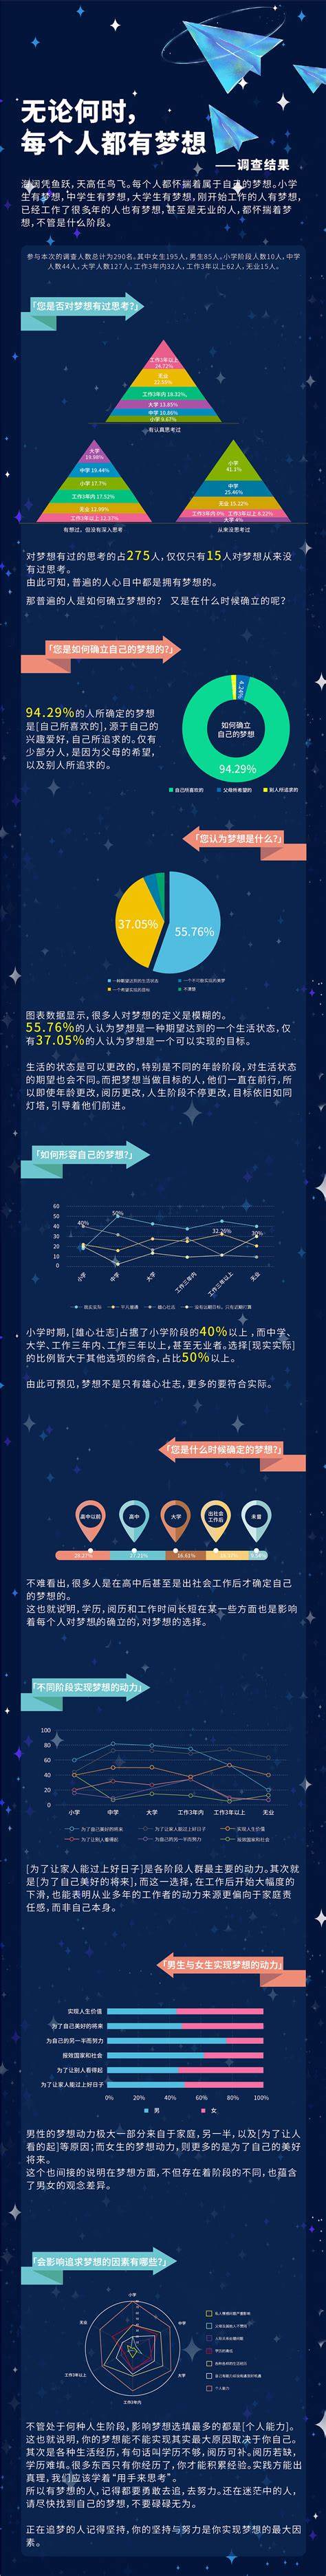 无论何时，
每个人都有梦想
——调查结果
海阔凭鱼跃,天高任鸟飞。每个人都怀揣着属于自己的梦想。小学
生有梦想,中学生有梦想,大学生有梦想,刚开始工作的人有梦想,
已经工作了很多年的人也有梦想,甚至是无业的人,都怀揣着梦
想,不管是什么阶段。
参与本次的调查人数总计为290名,其中女生195人,男生85人。小学阶段人数10人,中学
人数44人,大学人数127人,工作3年内32人,工作3年以上62人,无业15人。
「您是否对梦想有过思考?」
工作3年以上
24.72%
无业
工作3年内 18.32%
大学 13.85%
中学 10.86%
小学 9.67%
有认真思考过
大学
19.98%
中学 19.44%
小学 17.7%
工作3年内 17.52%
无业 12.99%
工作3年以上 12.37%
有想过，但没有深入思考
小学
41.1%
中学
25.46%
无业 15.22%
工作3年内 9% 工作3年以上 8.22%
大学 4%
从来没思考过
对梦想有过的思考的占275人,仅仅只有15人对梦想从来没
有过思考。
由此可知,普遍的人心目中都是拥有梦想的。
那普遍的人是如何确立梦想的? 又是在什么时候确立的呢?
「您是如何确立自己的梦想的?」
94.29%的人所确定的梦想
是[自己所喜欢的],源于自己的
兴趣爱好,自己所追求的。仅有
少部分人,是因为父母的希望,
以及别人所追求的。
4.24%
如何确立
自己的梦想
94.29%
自己所喜欢的 父母所希望的 别人所追求的
「您认为梦想是什么?」
37.05%
55.76%
一种期望达到的生活状态
一个不可能实现的美梦
一个希望实现的目标
不清楚
图表数据显示,很多人对梦想的定义是模糊的。
55.76%的人认为梦想是一种期望达到的一个生活状态,仅
有37.05%的人认为梦想是一个可以实现的目标。
生活的状态是可以更改的,特别是不同的年龄阶段,对生活状态
的期望也会不同。而把梦想当做目标的人,他们一直在前行,所
以即使年龄更改,阅历更改,人生阶段不停更改,目标依旧如同
灯塔,引导着他们前进。
「如何形容自己的梦想?」
60
50
40
30
20
10
0
40%
50%
32.26%
30%
小学
中学
大学
工作三年内
工作三年以上
无业
现实实际 平凡普通 雄心壮志 没有远期目标，只有近期打算
小学时期,[雄心壮志]占据了小学阶段的40%以上,而中学、
大学、工作三年内、工作三年以上,甚至无业者。选择[现实实际]
的比例皆大于其他选项的综合,占比50%以上。
由此可预见,梦想不是只有雄心壮志,更多的要符合实际。
「您是什么时候确定的梦想?」
高中以前
高中
大学
出社会
工作后
未留
27.21%
16.61%
不难看出,很多人是在高中后甚至是出社会工作后才确定自己
的梦想的。
这也就说明,学历,阅历和工作时间长短在某一些方面也是影响
着每个人对梦想的确立的,对梦想的选择。
「不同阶段实现梦想的动力」
100
80
60
40
20
0
小学 中学 大学 工作3年内 工作3年以上 无业
为了自己美好的将来 为了让家人能过上好日子 实现人生价值
为了让别人看得起 为自己的另一半而努力 报效国家和社会
[为了让家人能过上好日子]是各阶段人群最主要的动力。其次就
是[为了自己美好的将来],而这一选择,在工作后开始大幅度的
下滑,也能表明从业多年的工作者的动力来源更偏向于家庭责
任感,而非自己本身。
「男生与女生实现梦想的动力」
实现人生价值
为了自己美好的将来
为自己的另一半而努力
报效国家和社会
为了让别人看得起
为了让家人能过上好日子
0% 20% 40% 60% 80% 100%
男 女
男性的梦想动力极大一部分来自于家庭,另一半,以及[为了让人
看的起]等原因;而女生的梦想动力,则更多的是为了自己的美好
将来。
这个也间接的说明在梦想方面,不但存在着阶段的不同,也蕴含
了男女的观念差异。
「会影响追求梦想的因素有哪些?」
小学
中学
大学
工作3年内
工作3年以上
无业
个人能力
不管处于何种人生阶段,影响梦想选填最多的都是[个人能力]。
这也就说明,你的梦想能不能实现其实最大原因取决于你自己。
其次是各种生活经历,有句话叫学历不够,阅历可补。阅历若缺,
学历难填。很多东西只有你经历了,你才能积累经验。实践方能出
真理,我们应该学着“用手来思考”。
所以有梦想的人,记得都要勇敢去追,去努力。还在迷茫中的人,
请尽快找到自己的梦想,不要碌碌无为。
正在追梦的人记得坚持,你的坚持与努力是你实现梦想的最大因
素。